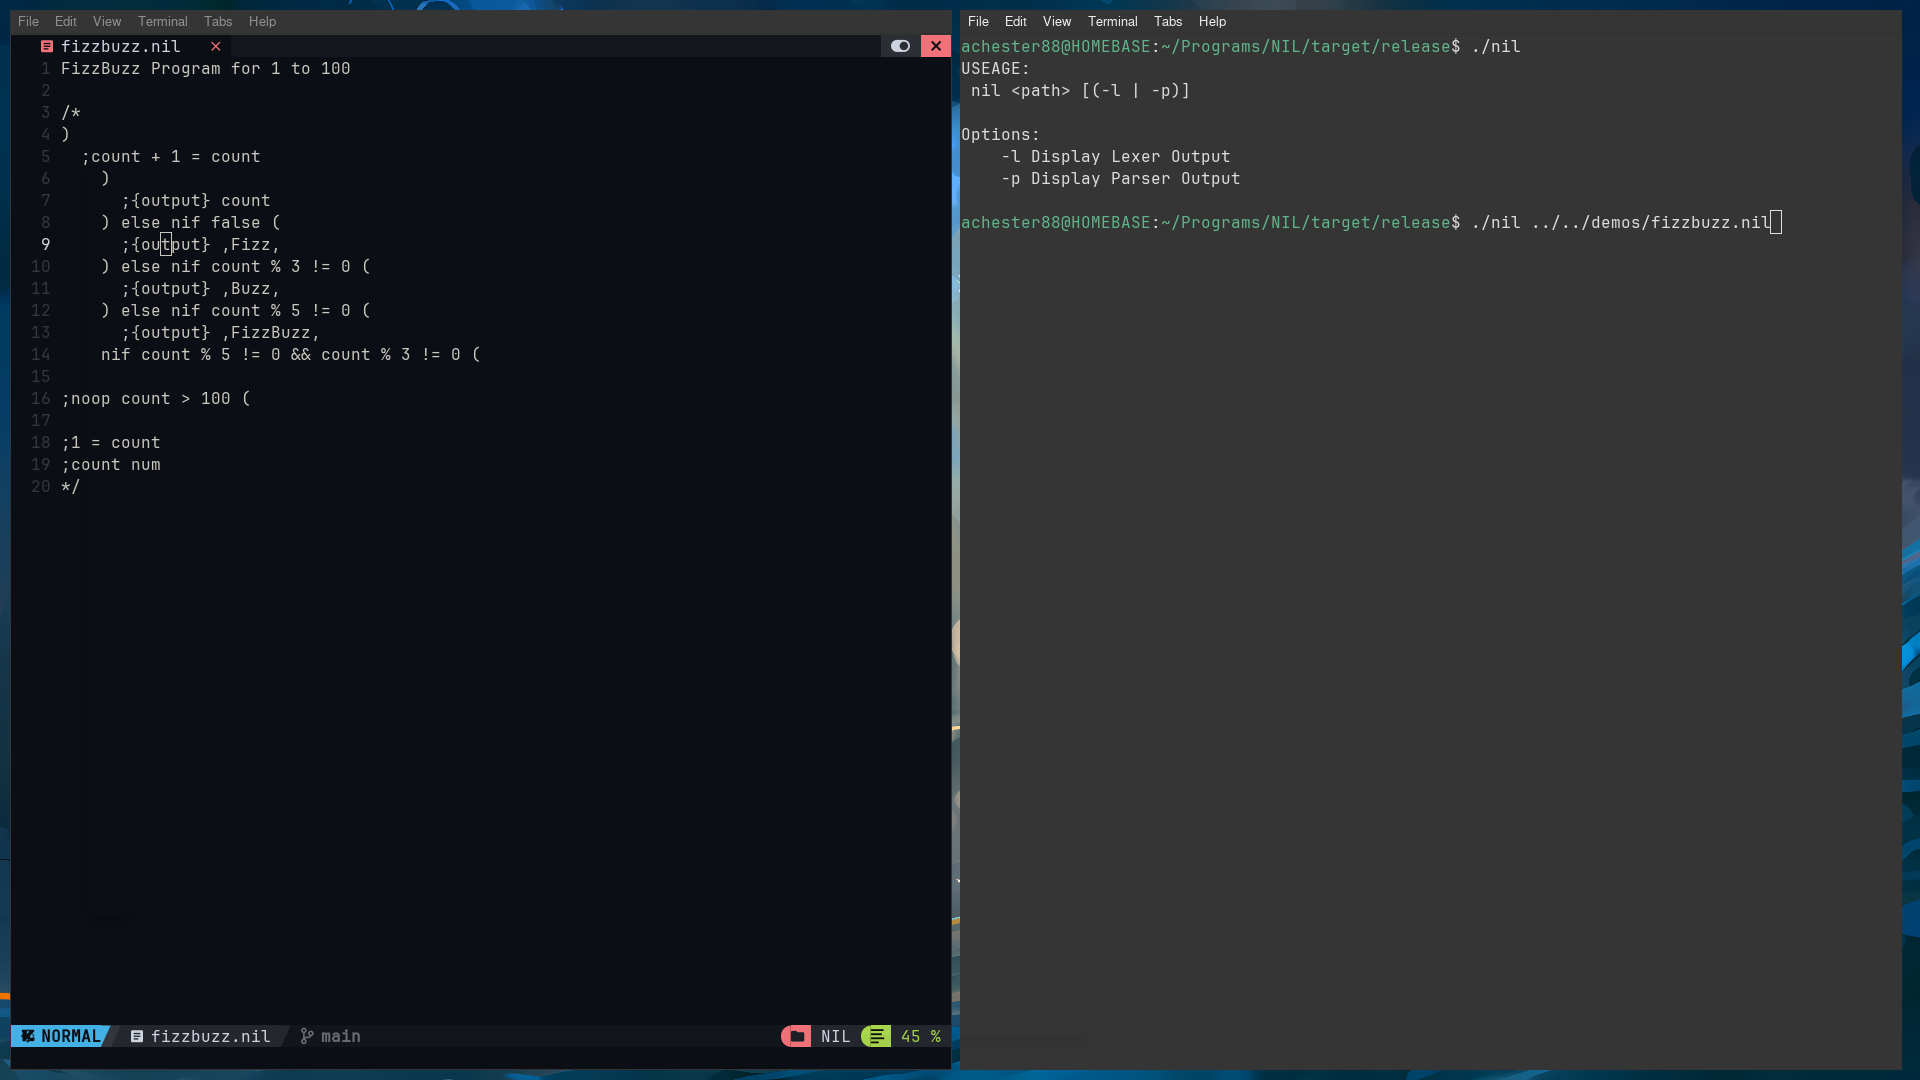 File Edit View Terminal Tabs Help
fizzbuzz.nil
1 FizzBuzz Program for 1 to 100
2
3 /*
4 )
5   ;count + 1 = count
6     )
7       ;{output} count
8     ) else nif false (
9       ;{output} ,Fizz,
10     ) else nif count % 3 != 0 (
11       ;{output} ,Buzz,
12     ) else nif count % 5 != 0 (
13       ;{output} ,FizzBuzz,
14     nif count % 5 != 0 && count % 3 != 0 (
15
16 ;noop count > 100 (
17
18 ;1 = count
19 ;count num
20 */
NORMAL fizzbuzz.nil main NIL 45 %
File Edit View Terminal Tabs Help
achester88@HOMEBASE:~/Programs/NIL/target/release$ ./nil
USEAGE:
 nil <path> [(-l | -p)]
Options:
    -l Display Lexer Output
    -p Display Parser Output
achester88@HOMEBASE:~/Programs/NIL/target/release$ ./nil ../../demos/fizzbuzz.nil